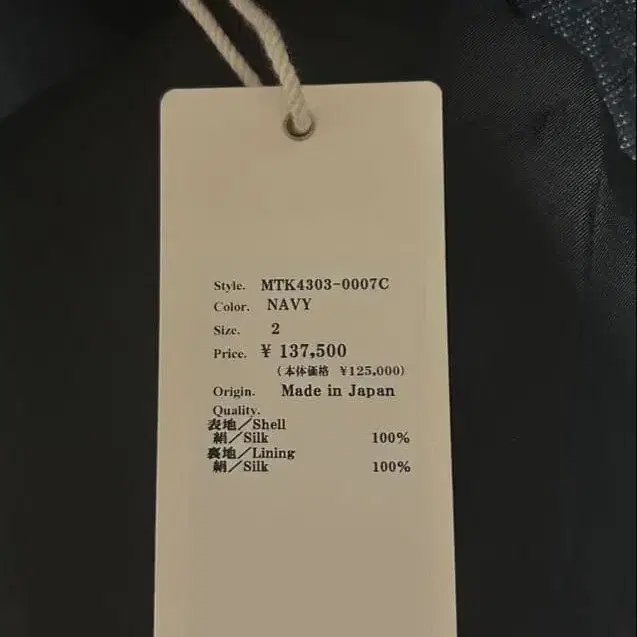 Style. MTK4303-0007C
Color. NAVY
Size. 2
Price. ¥ 137,500
(本体価格 ¥125,000)
Origin. Made in Japan
Quality.
表地/Shell
絹/Silk 100%
裏地/Lining
絹/Silk 100%